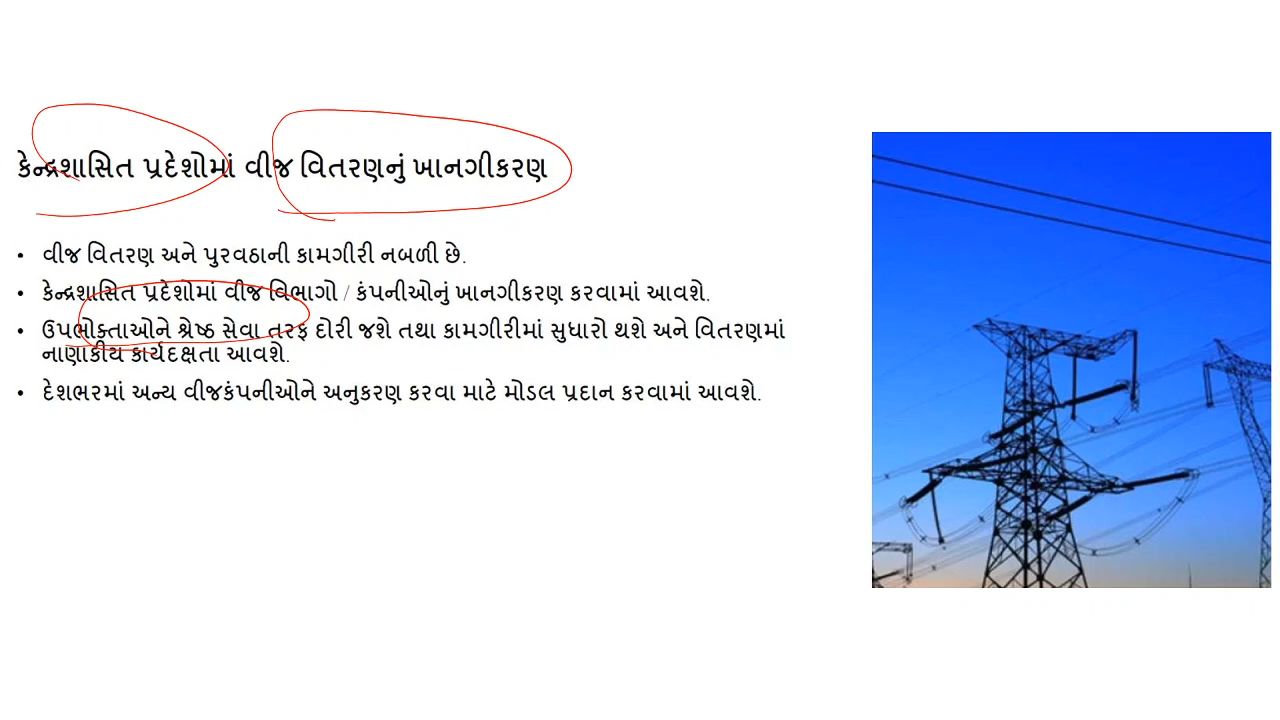 કેન્દ્રશાસિત પ્રદેશોમાં વીજ વિતરણનું ખાનગીકરણ
• વીજ વિતરણ અને પુરવઠાની કામગીરી નબળી છે.
• કેન્દ્રશાસિત પ્રદેશોમાં વીજ વિભાગો / કંપનીઓનું ખાનગીકરણ કરવામાં આવશે.
• ઉપભોક્તાઓને શ્રેષ્ઠ સેવા તરફ દોરી જશે તથા કામગીરીમાં સુધારો થશે અને વિતરણમાં
નાણાકીય કાર્યદક્ષતા આવશે.
• દેશભરમાં અન્ય વીજકંપનીઓને અનુકરણ કરવા માટે મોડલ પ્રદાન કરવામાં આવશે.